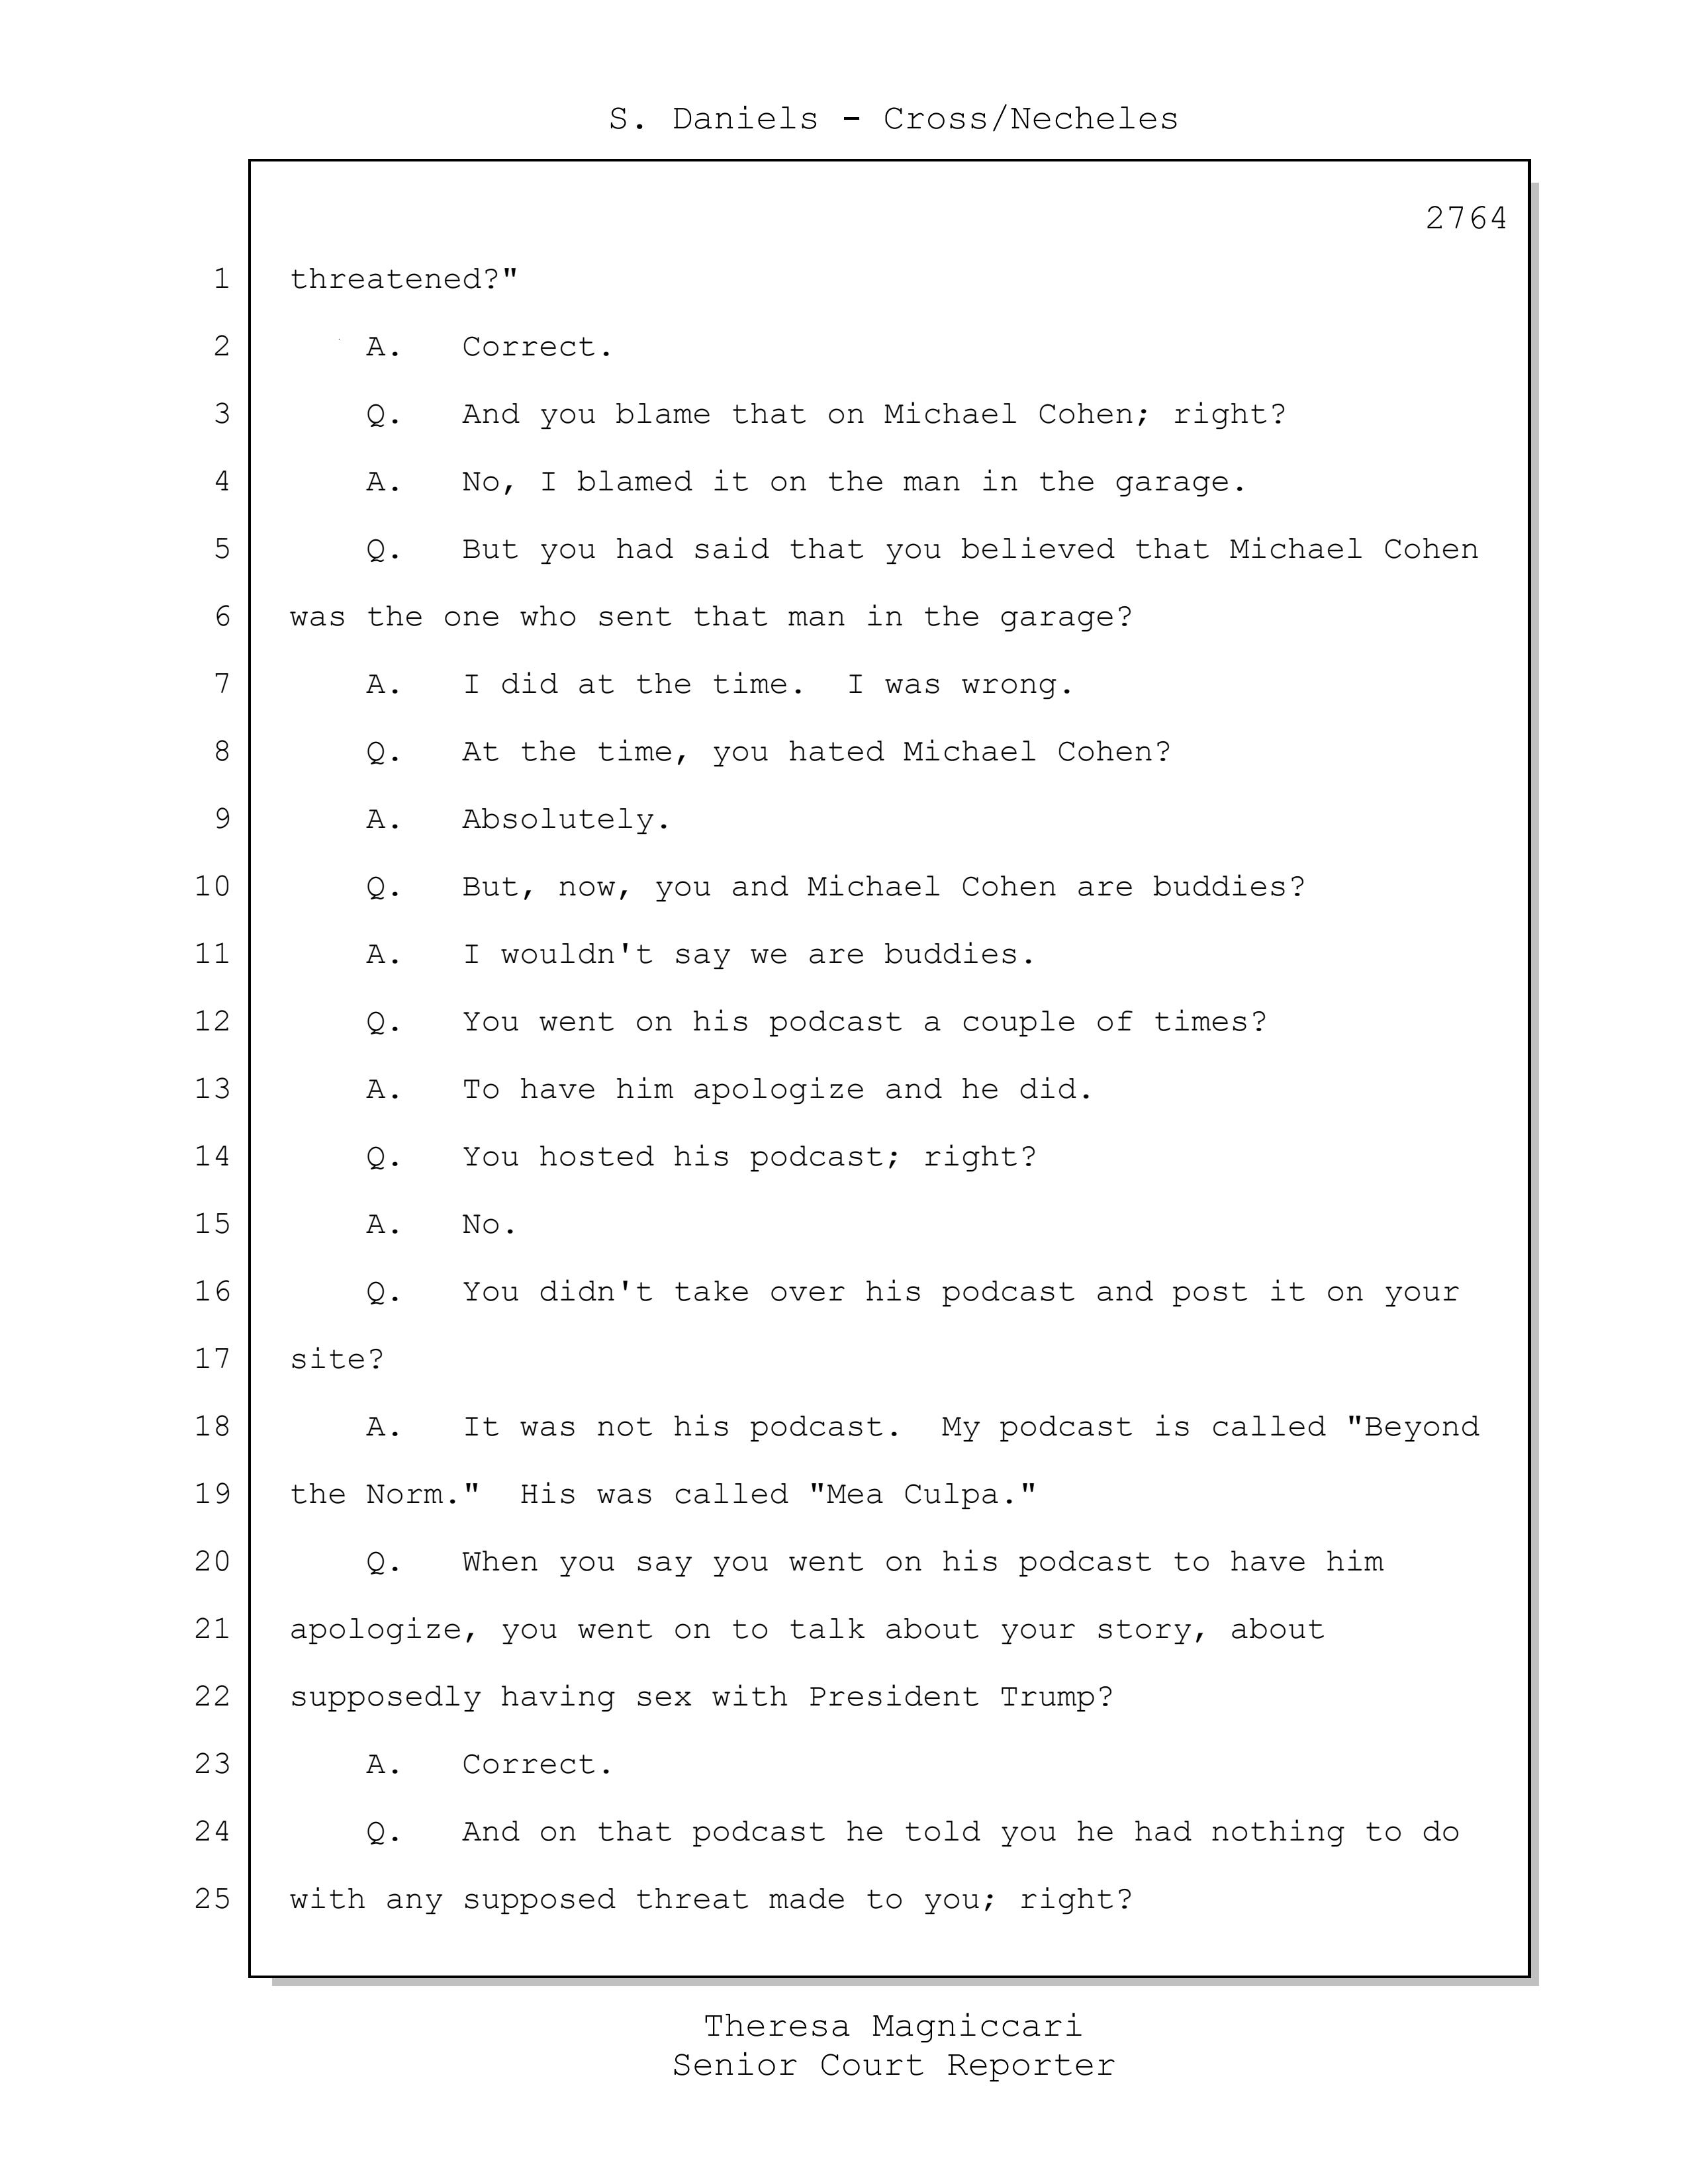 S. Daniels - Cross/Necheles
2764
1 threatened?"
2 A. Correct.
3 Q. And you blame that on Michael Cohen; right?
4 A. No, I blamed it on the man in the garage.
5 Q. But you had said that you believed that Michael Cohen
6 was the one who sent that man in the garage?
7 A. I did at the time. I was wrong.
8 Q. At the time, you hated Michael Cohen?
9 A. Absolutely.
10 Q. But, now, you and Michael Cohen are buddies?
11 A. I wouldn't say we are buddies.
12 Q. You went on his podcast a couple of times?
13 A. To have him apologize and he did.
14 Q. You hosted his podcast; right?
15 A. No.
16 Q. You didn't take over his podcast and post it on your
17 site?
18 A. It was not his podcast. My podcast is called "Beyond
19 the Norm." His was called "Mea Culpa."
20 Q. When you say you went on his podcast to have him
21 apologize, you went on to talk about your story, about
22 supposedly having sex with President Trump?
23 A. Correct.
24 Q. And on that podcast he told you he had nothing to do
25 with any supposed threat made to you; right?
Theresa Magniccari
Senior Court Reporter